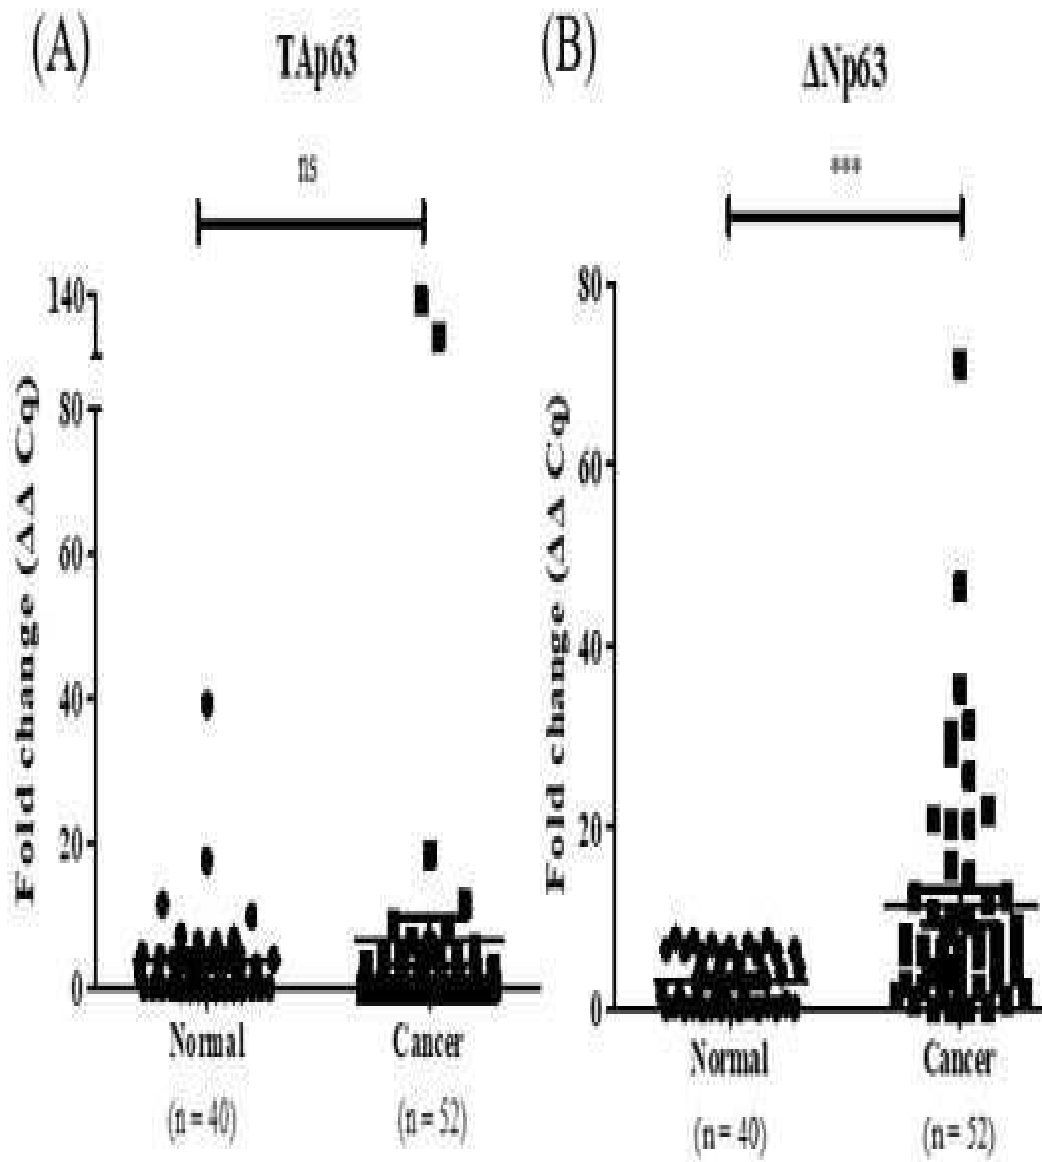 (A)
TAp63
ns
Fold change (ΔΔ Cq)
140
80
60
40
20
0
Normal
Cancer
(n = 40)
(n = 52)
(B)
ΔNp63
***
Fold change (ΔΔ Cq)
80
60
40
20
0
Normal
Cancer
(n = 40)
(n = 52)